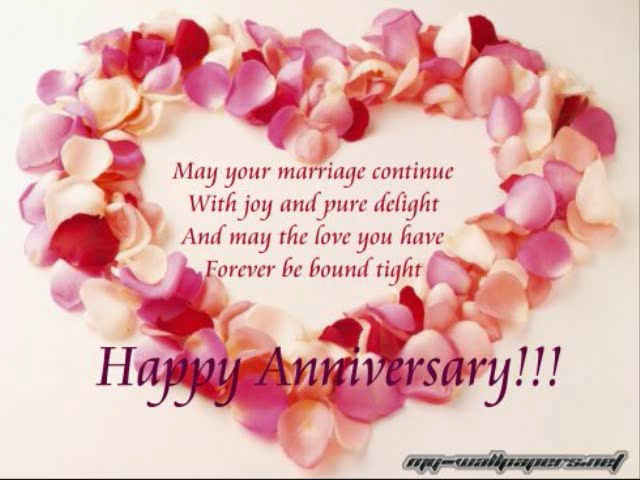 May your marriage continue
With joy and pure delight
And may the love you have
Forever be bound tight
Happy Anniversary!!!
my-wallpapers.net